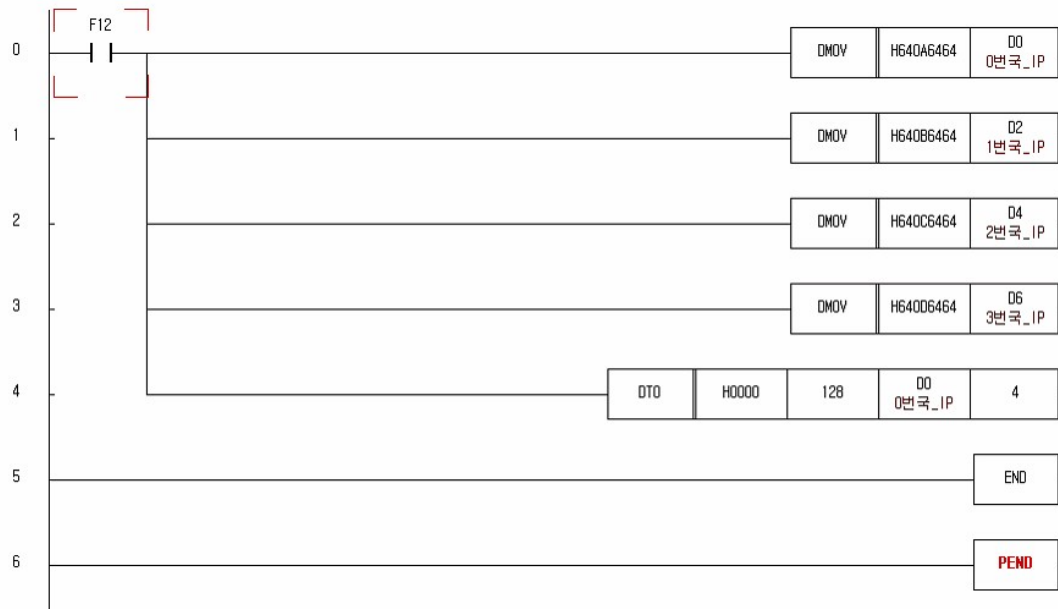 F12
0 DMOV H640A6464 D0
0번국_IP
1 DMOV H640B6464 D2
1번국_IP
2 DMOV H640C6464 D4
2번국_IP
3 DMOV H640D6464 D6
3번국_IP
4 DTO H0000 128 D0 4
0번국_IP
5 END
6 PEND